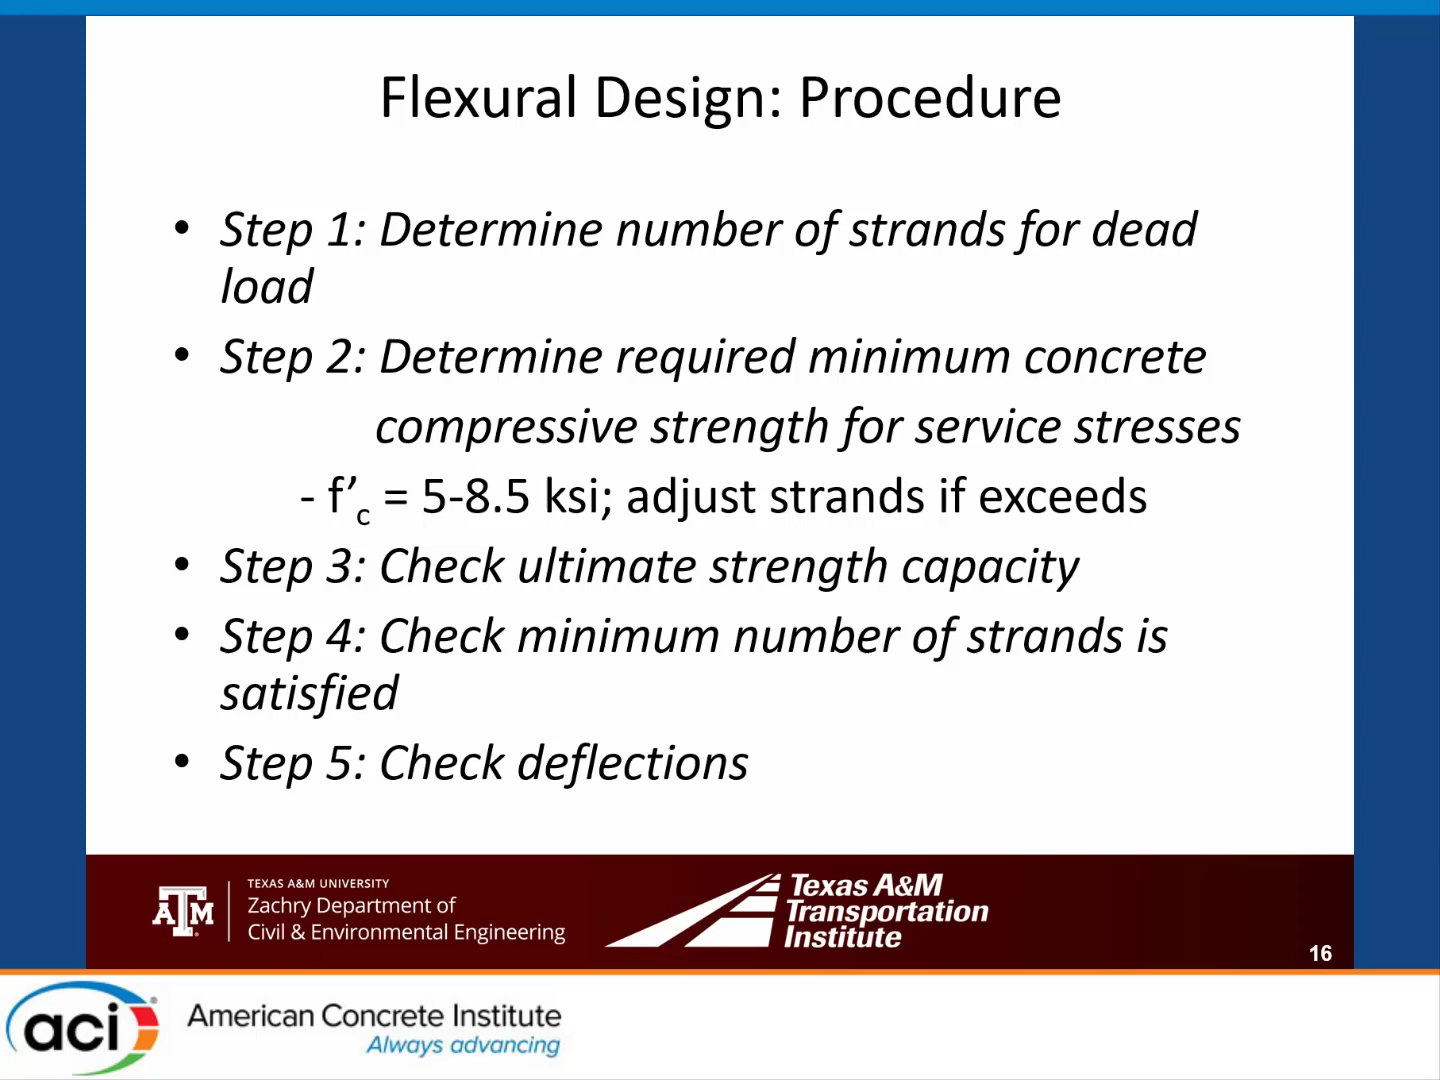 Flexural Design: Procedure
• Step 1: Determine number of strands for dead
load
• Step 2: Determine required minimum concrete
compressive strength for service stresses
- f’c = 5-8.5 ksi; adjust strands if exceeds
• Step 3: Check ultimate strength capacity
• Step 4: Check minimum number of strands is
satisfied
• Step 5: Check deflections
ATM
TEXAS A&M UNIVERSITY
Zachry Department of
Civil & Environmental Engineering
Texas A&M
Transportation
Institute
16
aci
American Concrete Institute
Always advancing